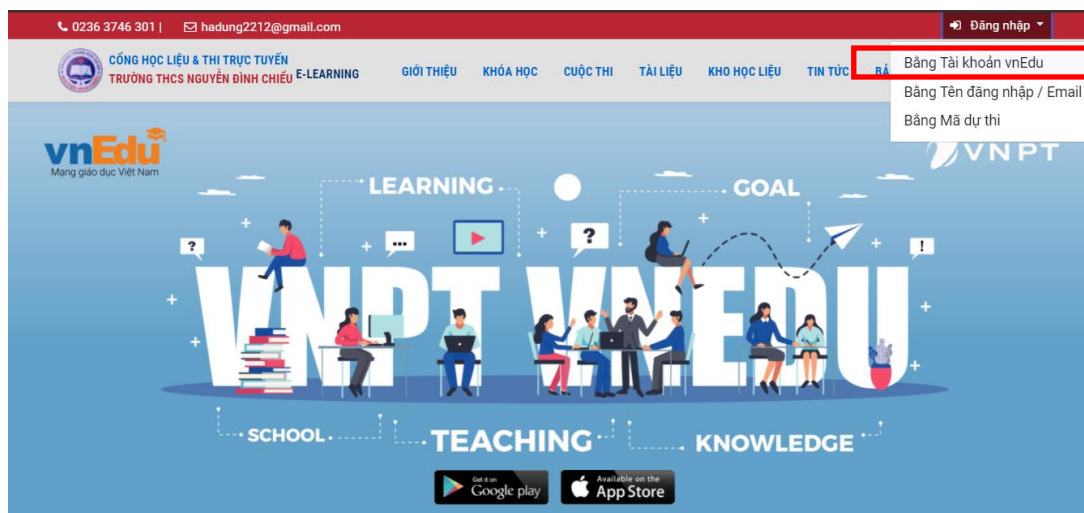 0236 3746 301 | hadung2212@gmail.com
Đăng nhập
CỔNG HỌC LIỆU & THI TRỰC TUYẾN
TRƯỜNG THCS NGUYỄN ĐÌNH CHIỂU E-LEARNING
GIỚI THIỆU KHÓA HỌC CUỘC THI TÀI LIỆU KHO HỌC LIỆU TIN TỨC
Bằng Tài khoản vnEdu
Bằng Tên đăng nhập / Email
Bằng Mã dự thi
vnEdu
Mạng giáo dục Việt Nam
VNPT
LEARNING
GOAL
? ... ? !
VNPT VNEDU
SCHOOL
TEACHING
KNOWLEDGE
Get it on
Google play
Available on the
App Store